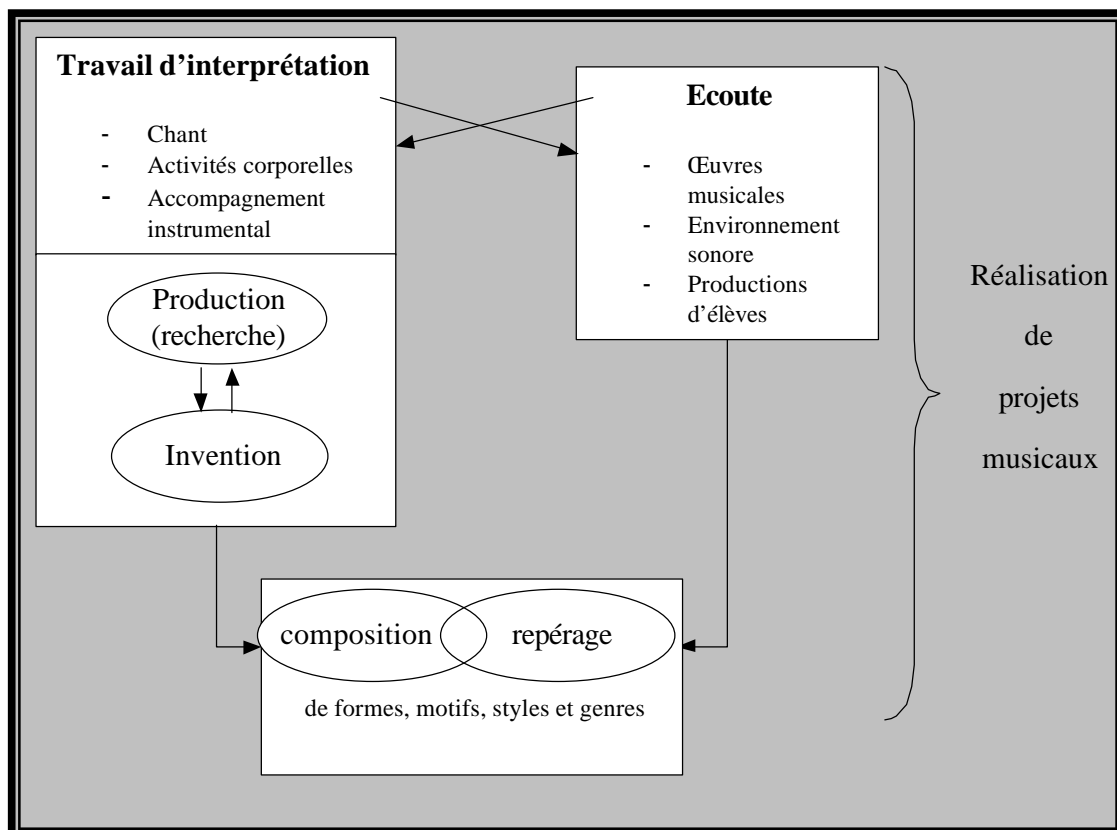 Travail d'interprétation
- Chant
- Activités corporelles
- Accompagnement
instrumental
Production
(recherche)
Invention
Ecoute
- Œuvres
musicales
- Environnement
sonore
- Productions
d'élèves
composition
repérage
de formes, motifs, styles et genres
Réalisation
de
projets
musicaux